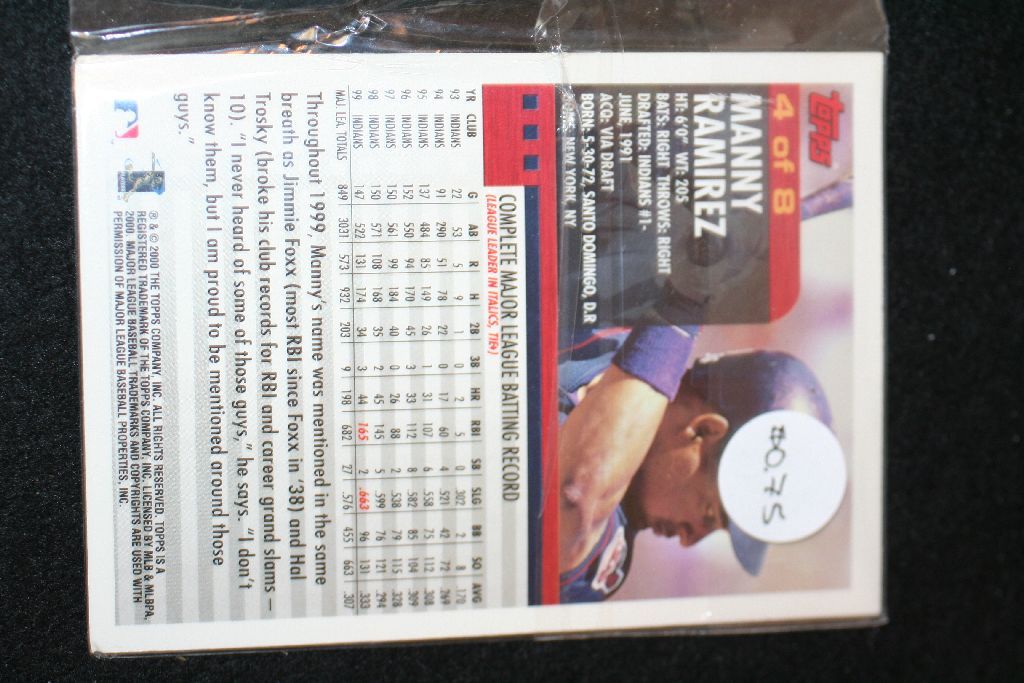 topps
4 of 8
MANNY
RAMIREZ
HT: 6'0" WT: 205
BATS: RIGHT THROWS: RIGHT
DRAFTED: INDIANS #1-
JUNE, 1991
ACQ: VIA DRAFT
BORN: 5-30-72, SANTO DOMINGO, D.R
HOME: NEW YORK, NY
$0.75
COMPLETE MAJOR LEAGUE BATTING RECORD
(LEAGUE LEADER IN ITALICS, TIE♦)
YR CLUB G AB R H 2B 3B HR RBI SB SLG BB SO AVG
93 INDIANS 22 53 5 9 1 0 2 5 0 .302 2 8 .170
94 INDIANS 91 290 51 78 22 0 17 60 4 .521 42 72 .269
95 INDIANS 137 484 85 149 26 1 31 107 6 .558 75 112 .308
96 INDIANS 152 550 94 170 45 3 33 112 8 .582 85 104 .309
97 INDIANS 150 561 99 184 40 0 26 88 2 .538 79 115 .328
98 INDIANS 150 571 108 168 35 2 45 145 5 .599 76 121 .294
99 INDIANS 147 522 131 174 34 3 44 165 2 .663 96 131 .333
MAJ. LEA. TOTALS 849 3031 573 932 203 9 198 682 27 .576 455 663 .307
Throughout 1999, Manny's name was mentioned in the same
breath as Jimmie Foxx (most RBI since Foxx in '38) and Hal
Trosky (broke his club records for RBI and career grand slams –
10). "I never heard of some of those guys," he says. "I don't
know them, but I am proud to be mentioned around those
guys."
® & © 2000 THE TOPPS COMPANY, INC. ALL RIGHTS RESERVED. TOPPS IS A
REGISTERED TRADEMARK OF THE TOPPS COMPANY, INC. LICENSED BY MLB & MLBPA,
2000. MAJOR LEAGUE BASEBALL TRADEMARKS AND COPYRIGHTS ARE USED WITH
PERMISSION OF MAJOR LEAGUE BASEBALL PROPERTIES, INC.